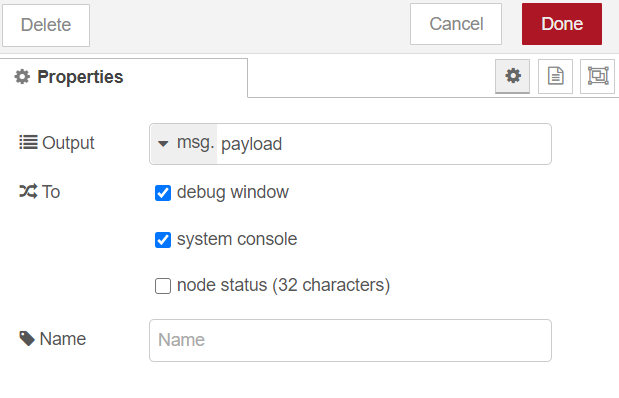 Delete Cancel Done
Properties
Output msg. payload
To debug window
system console
node status (32 characters)
Name Name